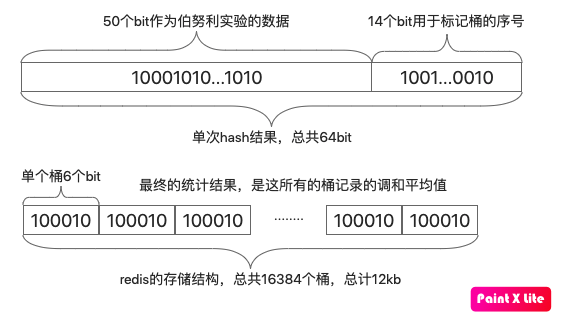 50个bit作为伯努利实验的数据 14个bit用于标记桶的序号
10001010...1010 1001...0010
单次hash结果，总共64bit
单个桶6个bit
最终的统计结果，是这所有的桶记录的调和平均值
100010 100010 100010 ........ 100010 100010
redis的存储结构，总共16384个桶，总计12kb
Paint X Lite